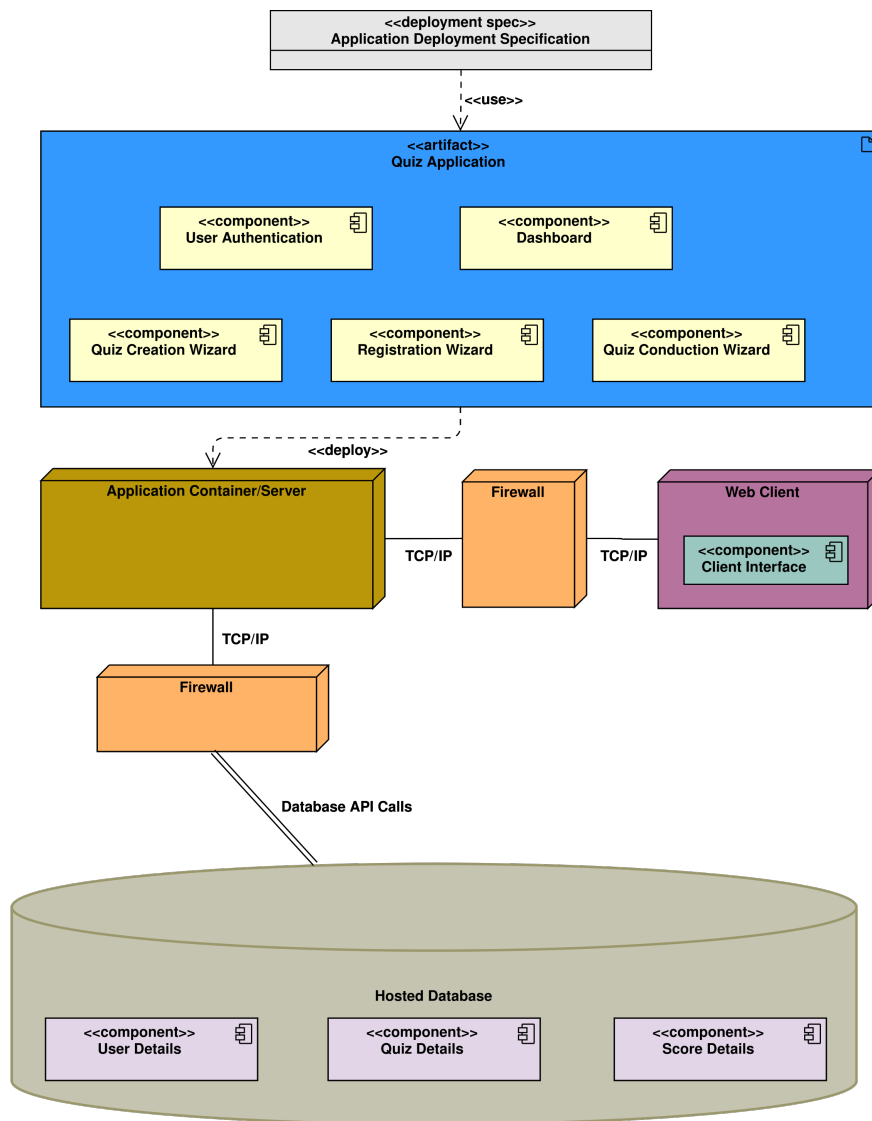 <<deployment spec>>
Application Deployment Specification
<<use>>
<<artifact>>
Quiz Application
<<component>>
User Authentication
<<component>>
Dashboard
<<component>>
Quiz Creation Wizard
<<component>>
Registration Wizard
<<component>>
Quiz Conduction Wizard
<<deploy>>
Application Container/Server
Firewall
Web Client
<<component>>
Client Interface
TCP/IP
TCP/IP
TCP/IP
Firewall
Database API Calls
Hosted Database
<<component>>
User Details
<<component>>
Quiz Details
<<component>>
Score Details